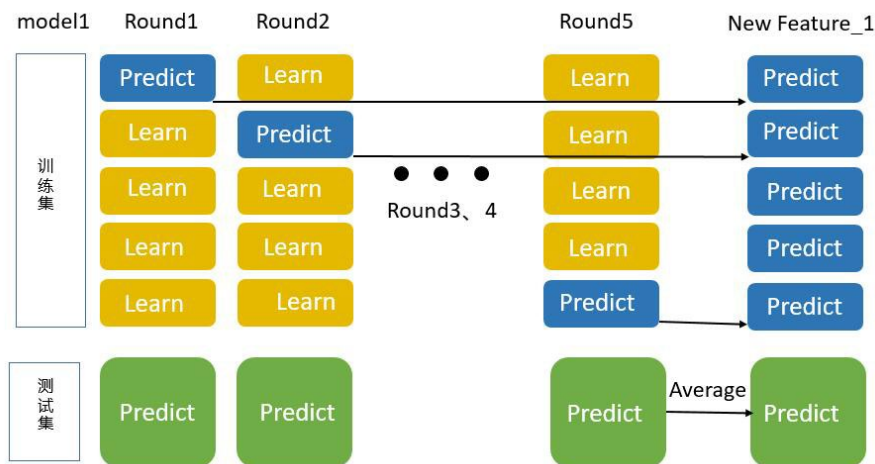 model1 Round1 Round2 Round5 New Feature_1
Predict Learn Learn Predict
Learn Predict Learn Predict
Learn Learn Learn Predict
Round3、4
Learn Learn Learn Predict
Learn Learn Predict Predict
训练集
Average
Predict Predict Predict Predict
测试集